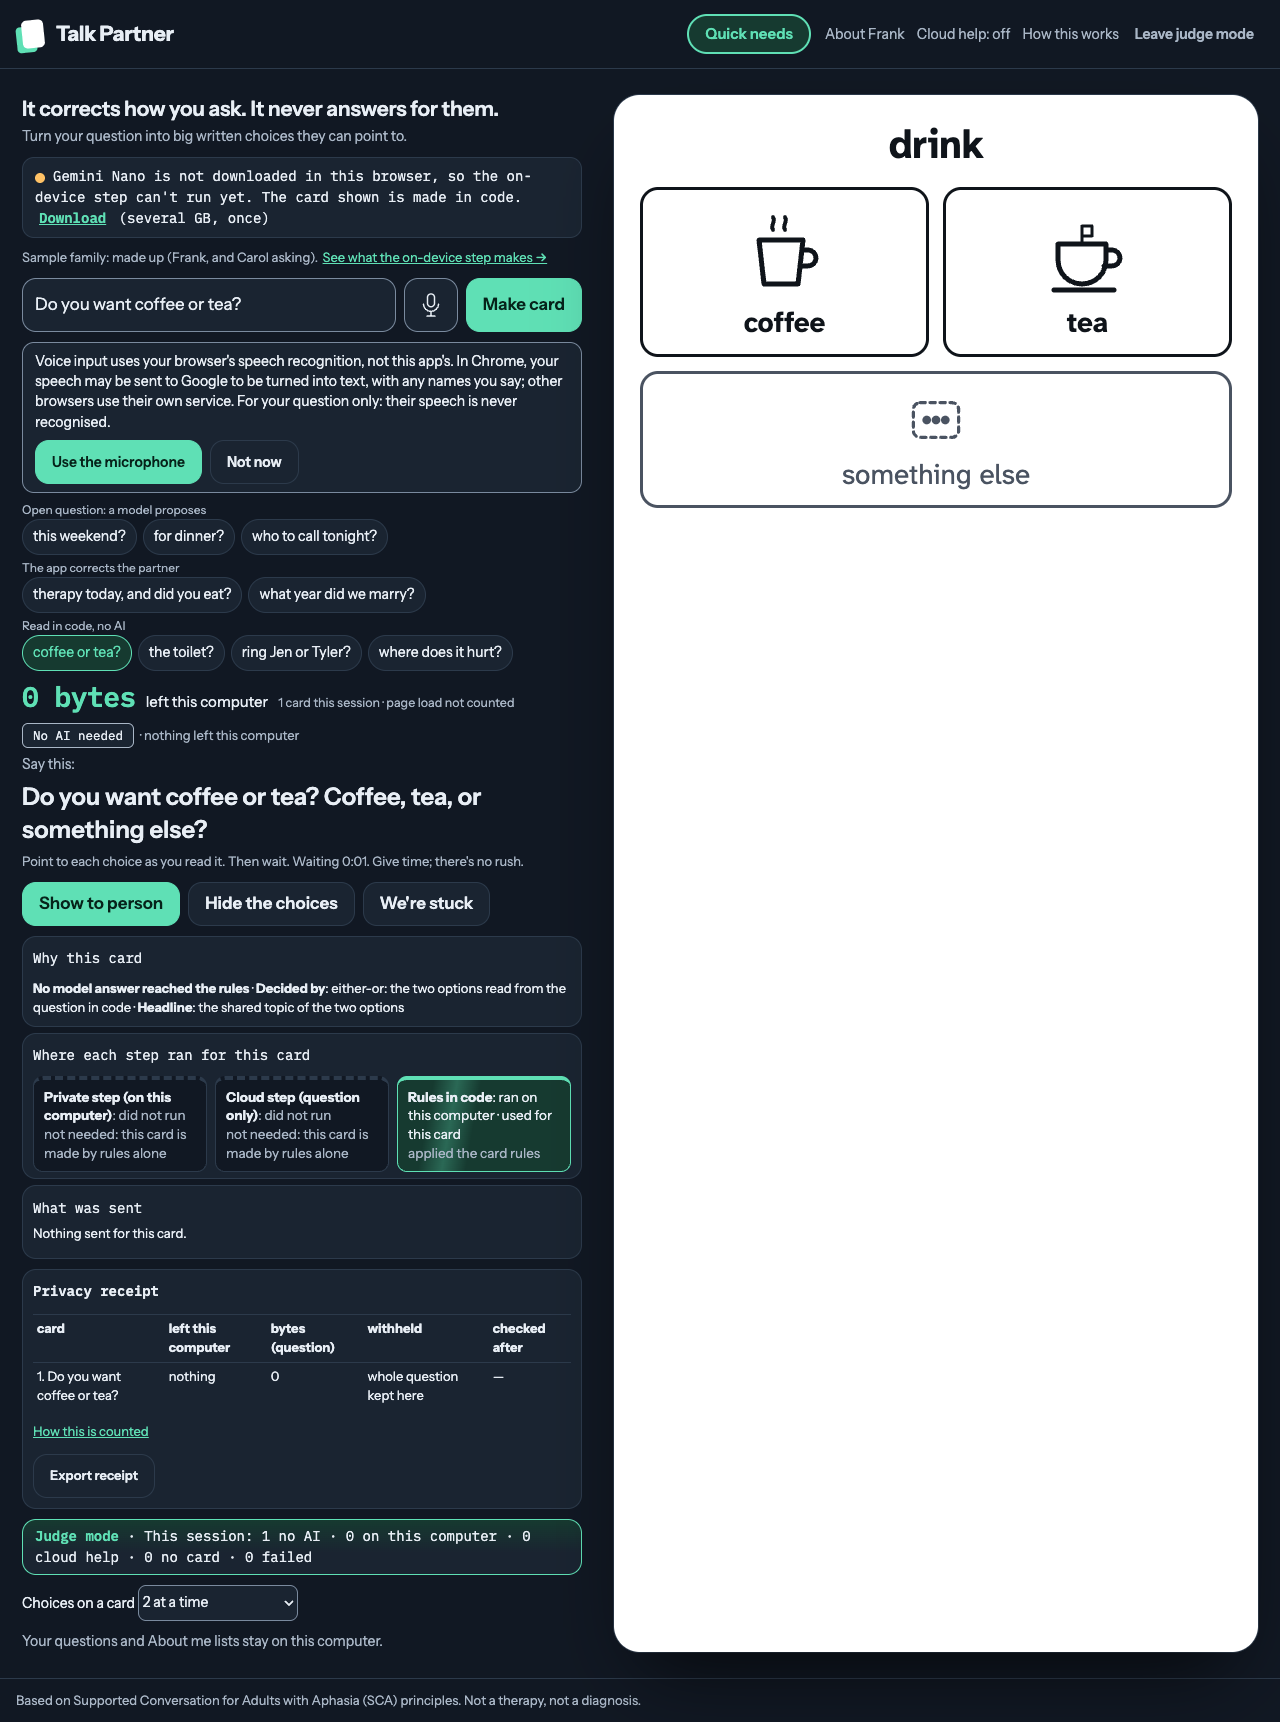 Talk Partner
Quick needs
About Frank
Cloud help: off
How this works
Leave judge mode
It corrects how you ask. It never answers for them.
Turn your question into big written choices they can point to.
Gemini Nano is not downloaded in this browser, so the on-
device step can't run yet. The card shown is made in code.
Download (several GB, once)
Sample family: made up (Frank, and Carol asking). See what the on-device step makes →
Do you want coffee or tea?
Make card
Voice input uses your browser's speech recognition, not this app's. In Chrome, your
speech may be sent to Google to be turned into text, with any names you say; other
browsers use their own service. For your question only: their speech is never
recognised.
Use the microphone
Not now
Open question: a model proposes
this weekend?
for dinner?
who to call tonight?
The app corrects the partner
therapy today, and did you eat?
what year did we marry?
Read in code, no AI
coffee or tea?
the toilet?
ring Jen or Tyler?
where does it hurt?
0 bytes left this computer 1 card this session · page load not counted
No AI needed · nothing left this computer
Say this:
Do you want coffee or tea? Coffee, tea, or
something else?
Point to each choice as you read it. Then wait. Waiting 0:01. Give time; there's no rush.
Show to person
Hide the choices
We're stuck
Why this card
No model answer reached the rules · Decided by: either-or: the two options read from the
question in code · Headline: the shared topic of the two options
Where each step ran for this card
Private step (on this
computer): did not run
not needed: this card is
made by rules alone
Cloud step (question
only): did not run
not needed: this card is
made by rules alone
Rules in code: ran on
this computer · used for
this card
applied the card rules
What was sent
Nothing sent for this card.
Privacy receipt
card
left this
computer
bytes
(question)
withheld
checked
after
1. Do you want
coffee or tea?
nothing
0
whole question
kept here
—
How this is counted
Export receipt
Judge mode · This session: 1 no AI · 0 on this computer · 0
cloud help · 0 no card · 0 failed
Choices on a card 2 at a time
Your questions and About me lists stay on this computer.
drink
coffee
tea
something else
Based on Supported Conversation for Adults with Aphasia (SCA) principles. Not a therapy, not a diagnosis.